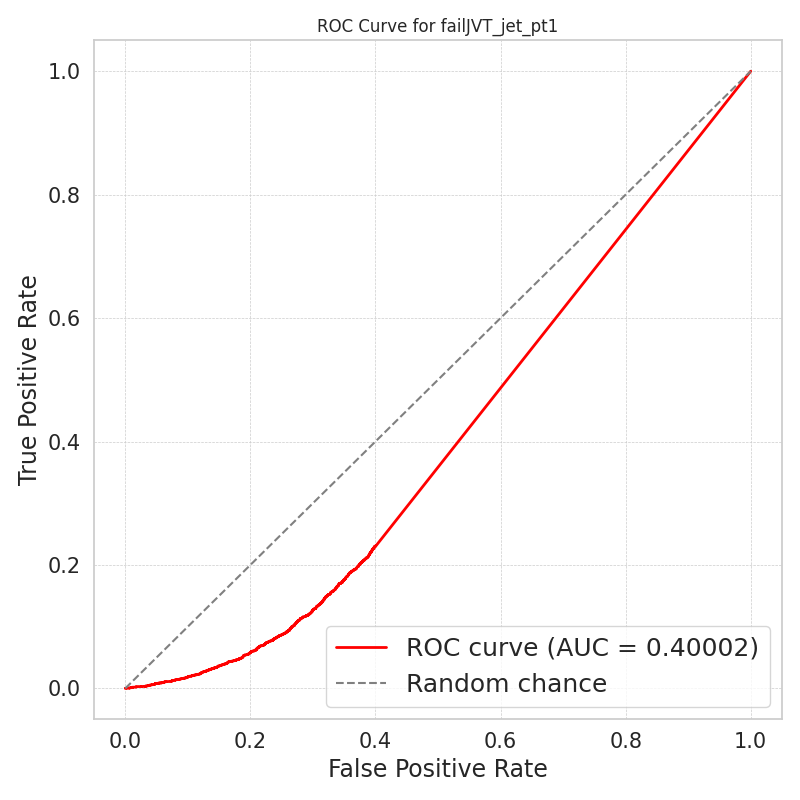 ROC Curve for failJVT_jet_pt1
True Positive Rate
1.0
0.8
0.6
0.4
0.2
0.0
ROC curve (AUC = 0.40002)
Random chance
0.0 0.2 0.4 0.6 0.8 1.0
False Positive Rate